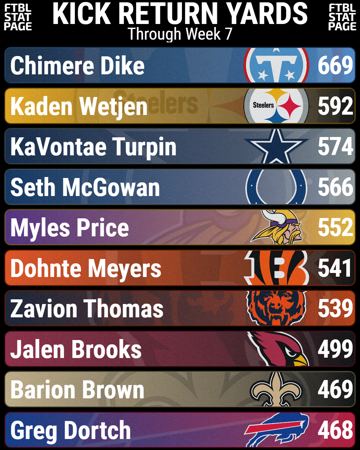 FTBL
STAT
PAGE
KICK RETURN YARDS
Through Week 7
FTBL
STAT
PAGE
Chimere Dike 669
Kaden Wetjen Steelers 592
KaVontae Turpin 574
Seth McGowan 566
Myles Price 552
Dohnte Meyers 541
Zavion Thomas 539
Jalen Brooks 499
Barion Brown 469
Greg Dortch 468